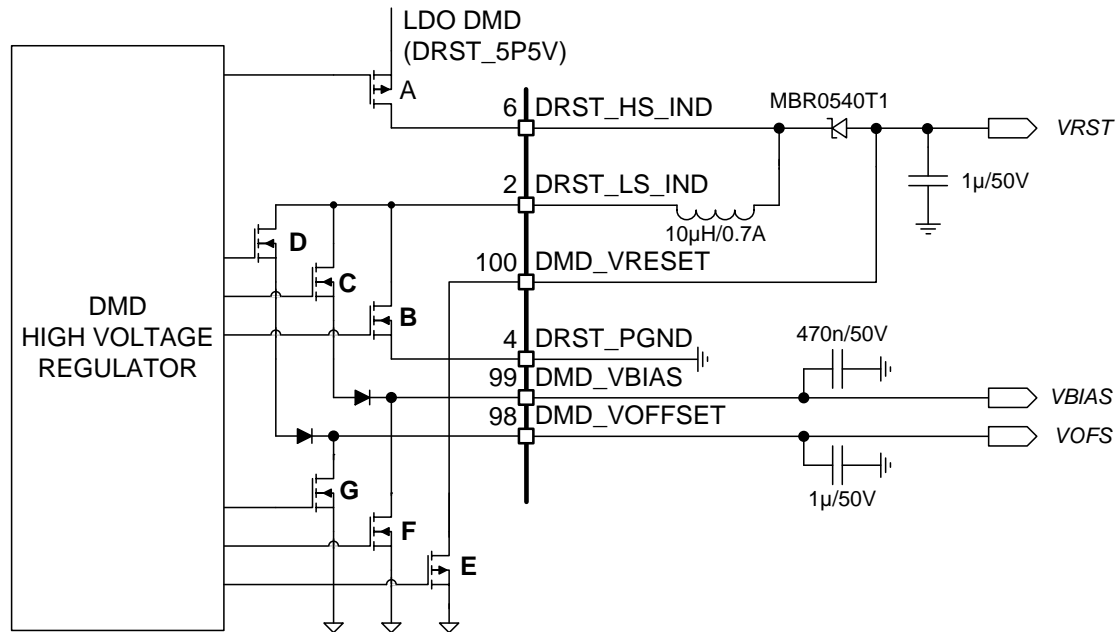 LDO DMD
(DRST_5P5V)
A
6 DRST_HS_IND
MBR0540T1
VRST
1µ/50V
2 DRST_LS_IND
10µH/0.7A
D
C
B
100 DMD_VRESET
DMD
HIGH VOLTAGE
REGULATOR
4 DRST_PGND
470n/50V
99 DMD_VBIAS
VBIAS
98 DMD_VOFFSET
VOFS
1µ/50V
G
F
E